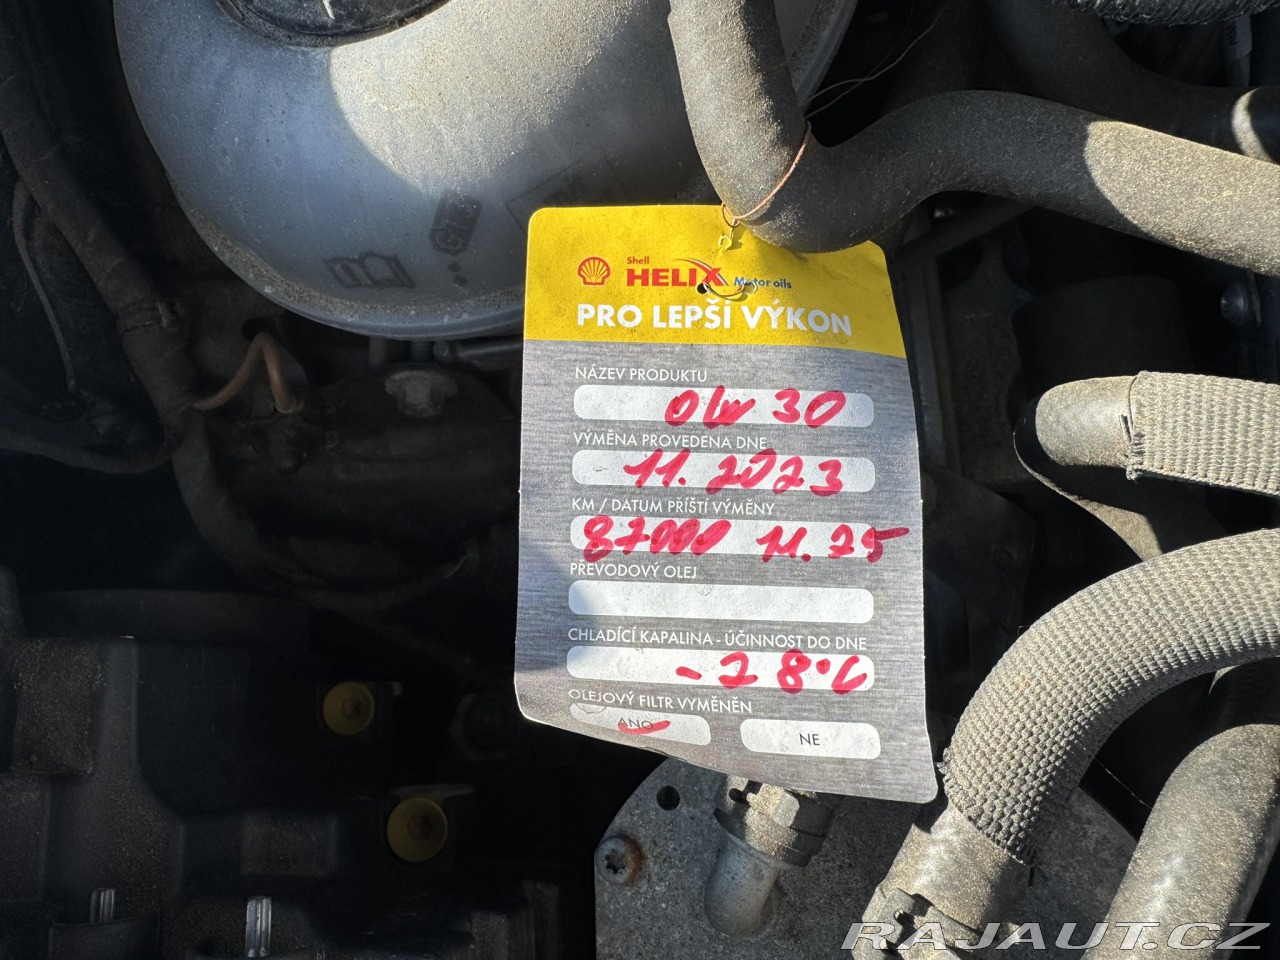 Shell
HELIX Motor oils
PRO LEPŠÍ VÝKON
NÁZEV PRODUKTU
0W 30
VÝMĚNA PROVEDENA DNE
11. 2023
KM / DATUM PŘÍŠTÍ VÝMĚNY
87000 11. 25
PŘEVODOVÝ OLEJ
CHLADÍCÍ KAPALINA - ÚČINNOST DO DNE
-28°C
OLEJOVÝ FILTR VYMĚNĚN
ANO NE
RAJAUT.CZ